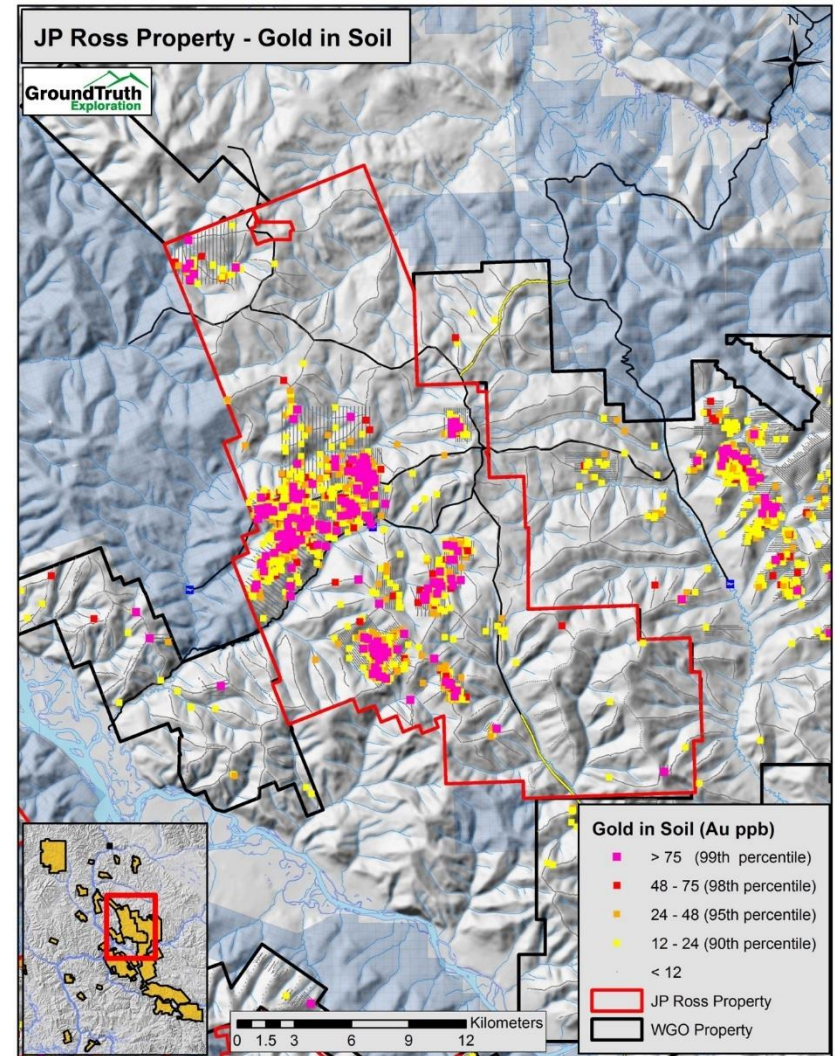 JP Ross Property - Gold in Soil
N
GroundTruth
Exploration
Gold in Soil (Au ppb)
> 75 (99th percentile)
48 - 75 (98th percentile)
24 - 48 (95th percentile)
12 - 24 (90th percentile)
< 12
JP Ross Property
WGO Property
Kilometers
0 1.5 3 6 9 12